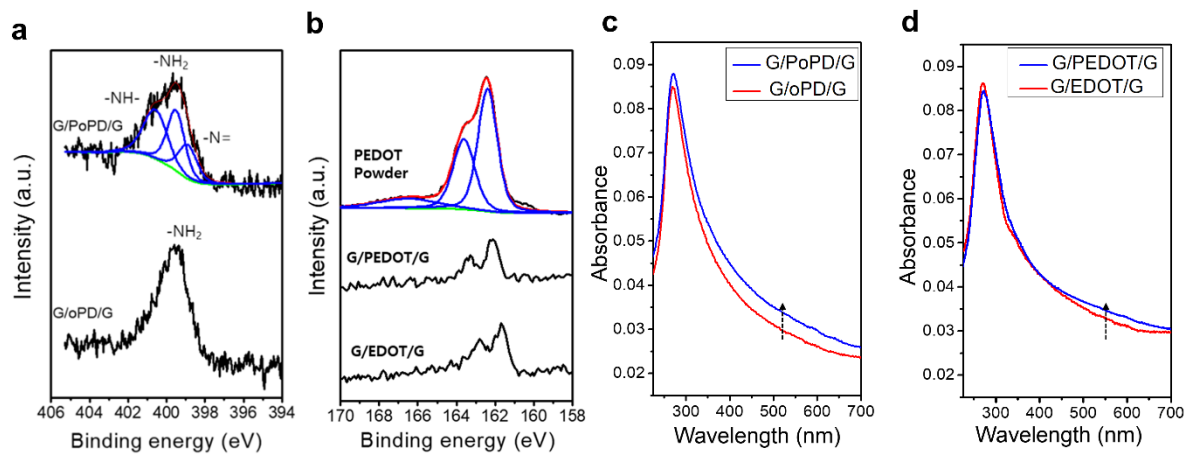 a
-NH2
-NH-
G/PoPD/G
-N=
-NH2
G/oPD/G
Intensity (a.u.)
406 404 402 400 398 396 394
Binding energy (eV)
b
PEDOT
Powder
G/PEDOT/G
G/EDOT/G
Intensity (a.u.)
170 168 166 164 162 160 158
Binding energy (eV)
c
G/PoPD/G
G/oPD/G
Absorbance
0.09
0.08
0.07
0.06
0.05
0.04
0.03
0.02
300 400 500 600 700
Wavelength (nm)
d
G/PEDOT/G
G/EDOT/G
Absorbance
0.09
0.08
0.07
0.06
0.05
0.04
0.03
0.02
300 400 500 600 700
Wavelength (nm)